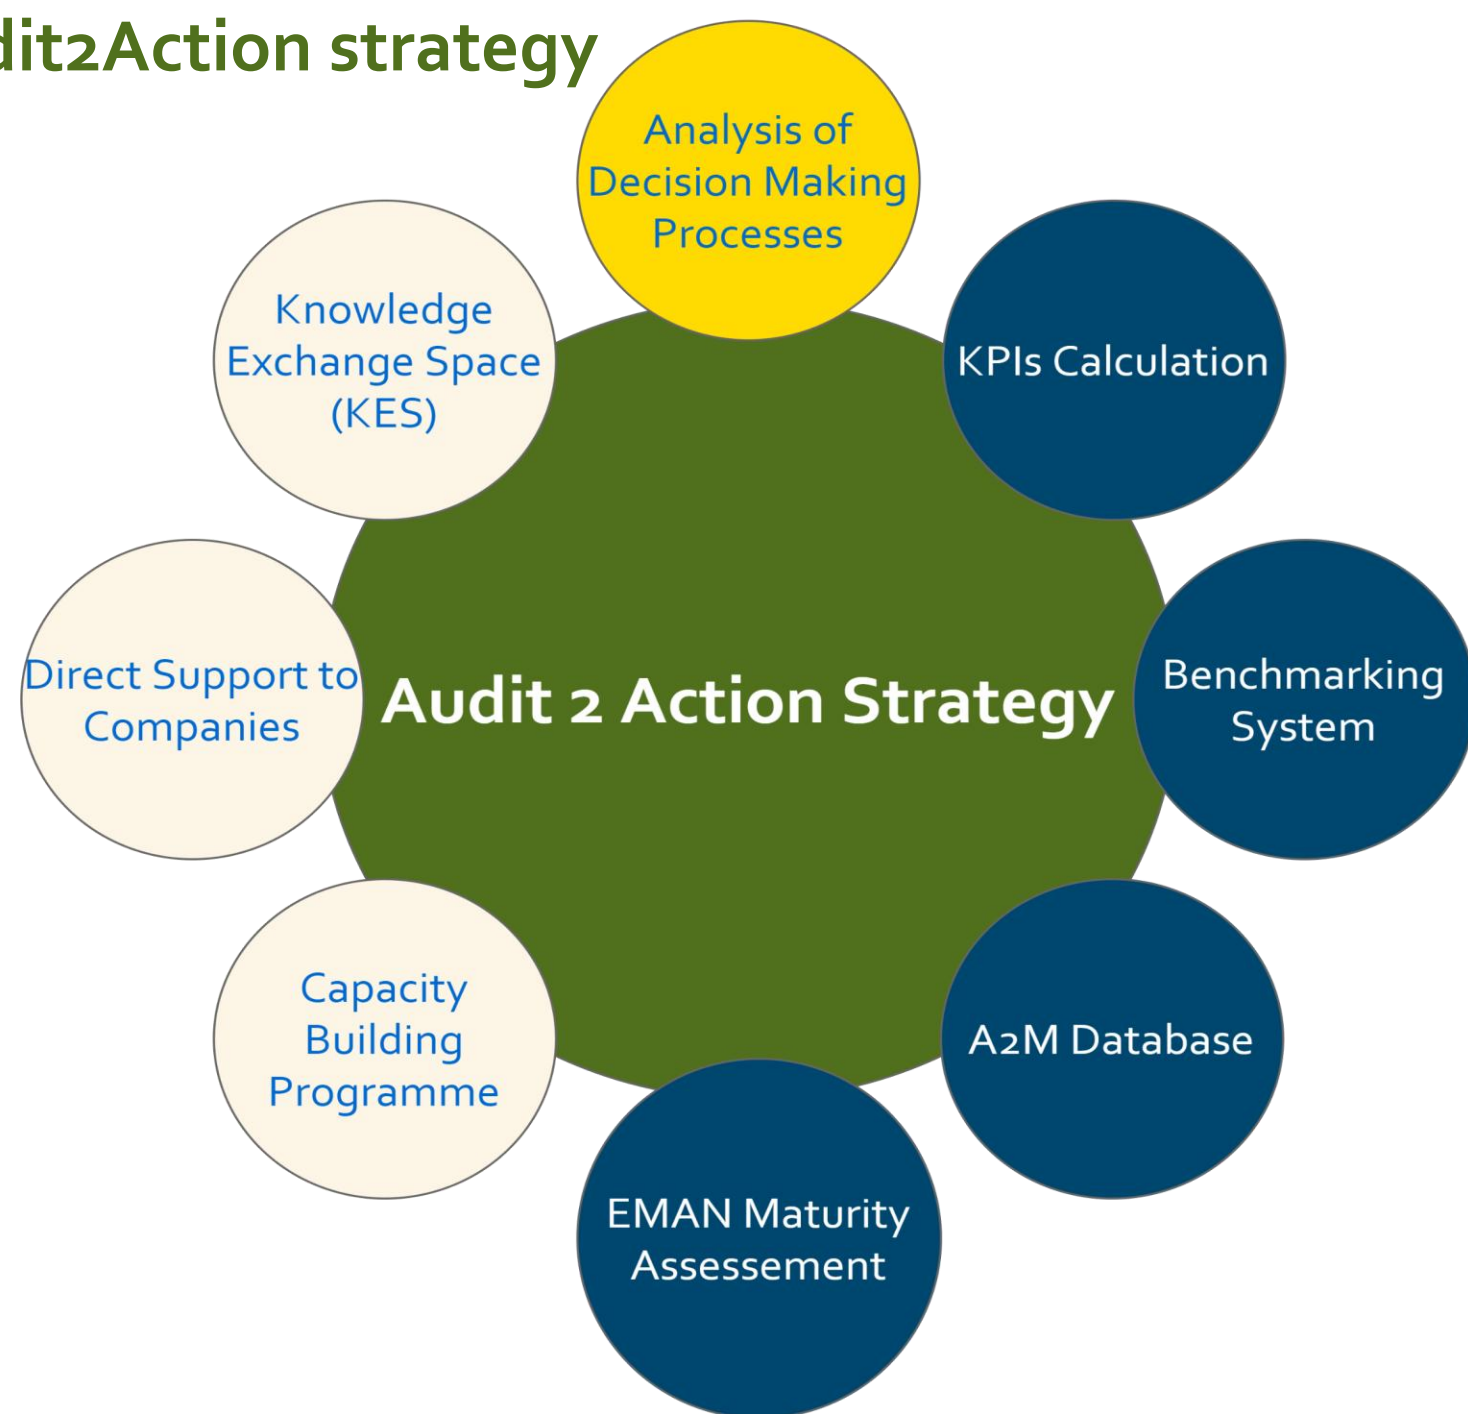 dit2Action strategy
Analysis of
Decision Making
Processes
KPIs Calculation
Benchmarking
System
A2M Database
EMAN Maturity
Assessement
Capacity
Building
Programme
Direct Support to
Companies
Knowledge
Exchange Space
(KES)
Audit 2 Action Strategy